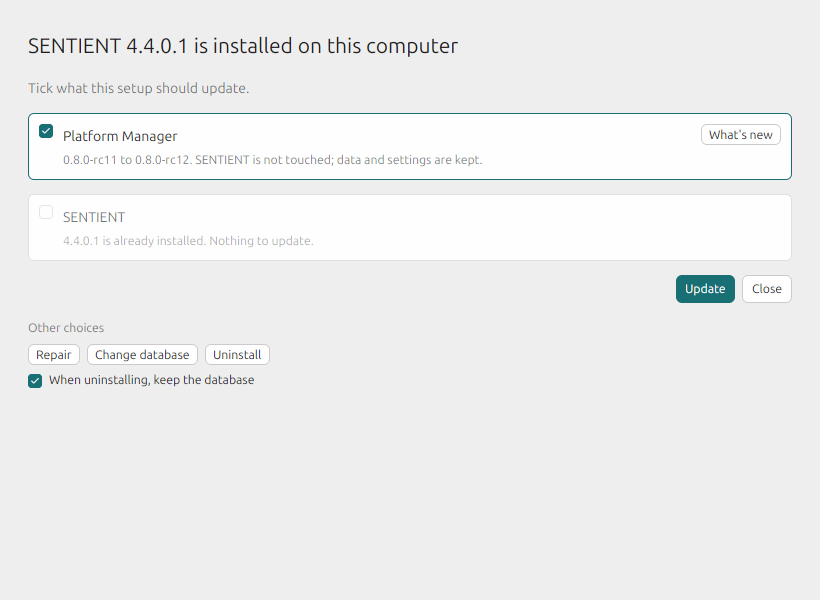 SENTIENT 4.4.0.1 is installed on this computer
Tick what this setup should update.
Platform Manager
What's new
0.8.0-rc11 to 0.8.0-rc12. SENTIENT is not touched; data and settings are kept.
SENTIENT
4.4.0.1 is already installed. Nothing to update.
Update
Close
Other choices
Repair
Change database
Uninstall
When uninstalling, keep the database